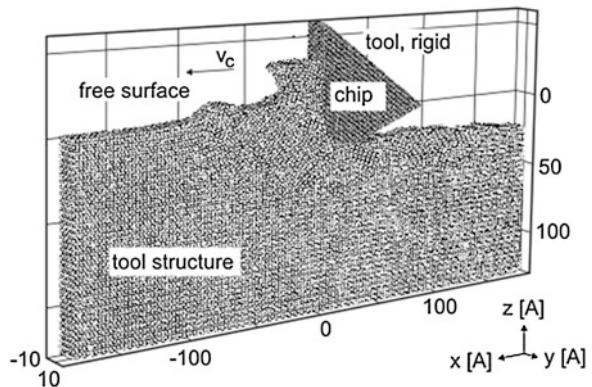 tool, rigid
v_c
free surface
chip
0
50
100
tool structure
100
0
-100
-10
10
z [A]
x [A]
y [A]